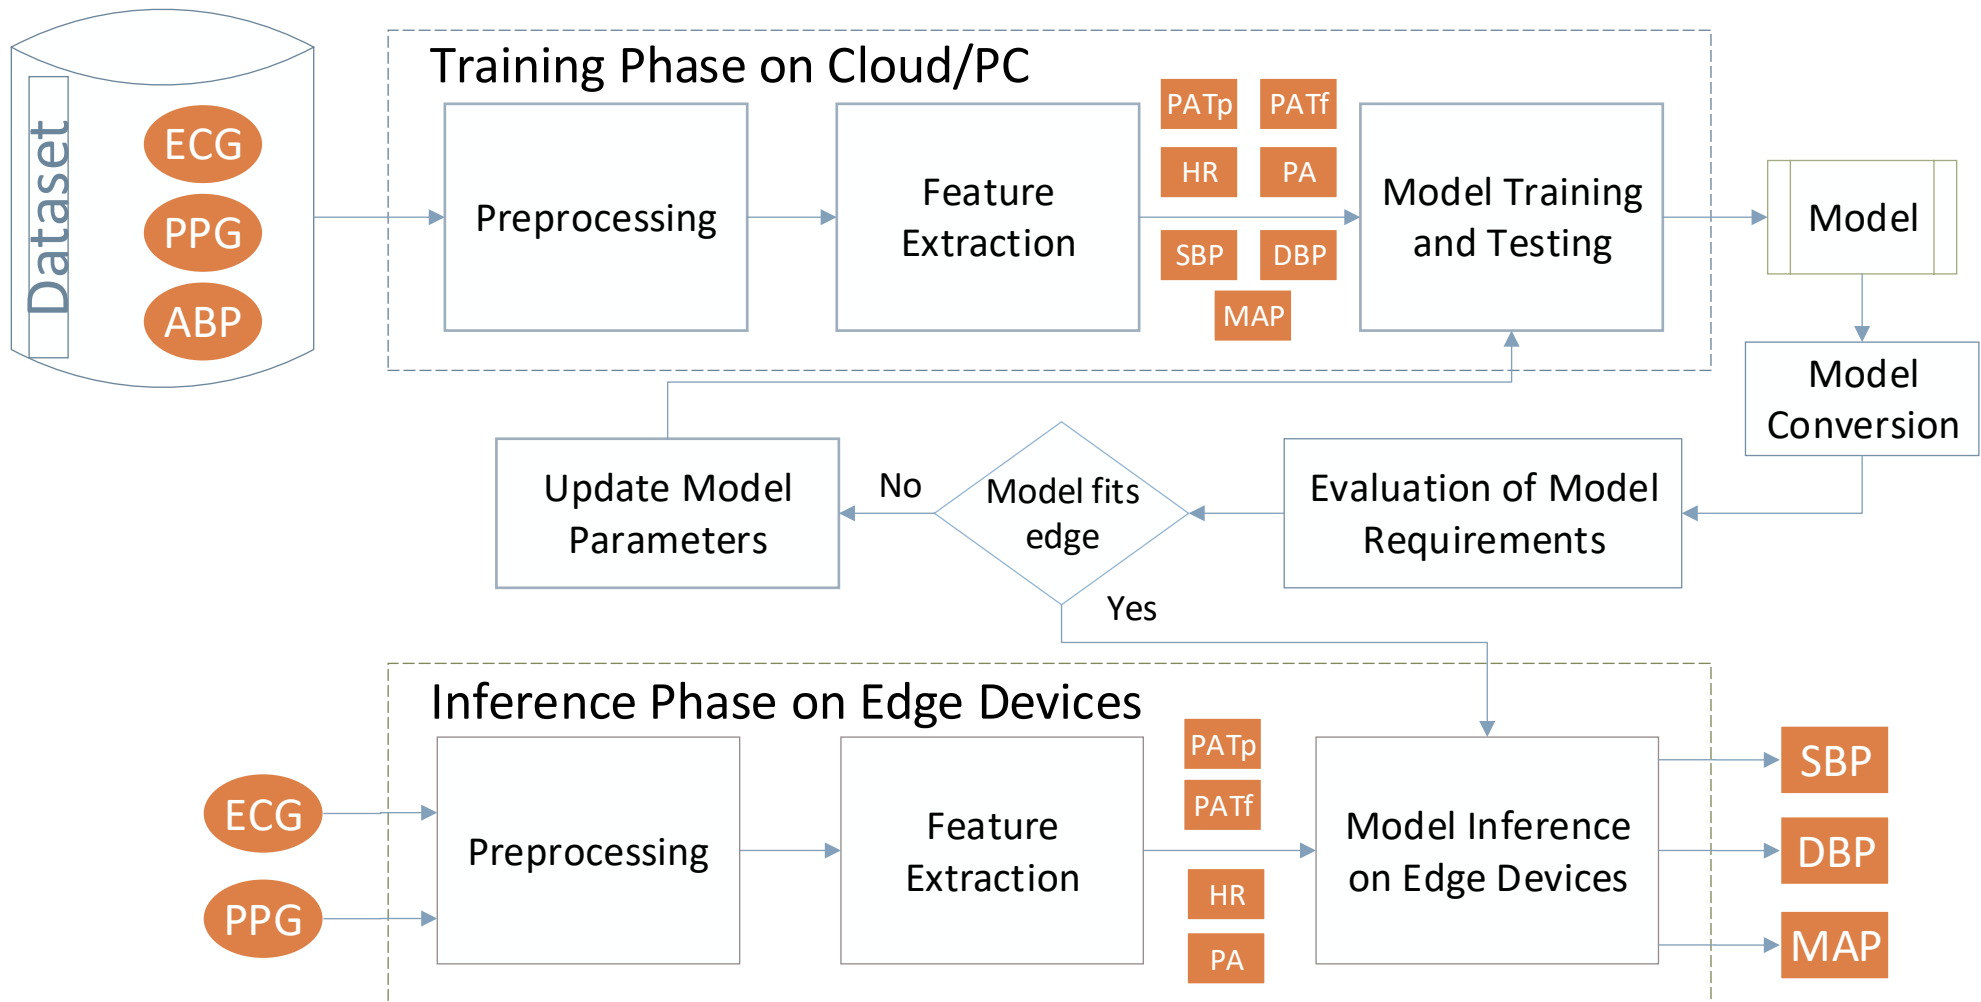 Dataset
ECG
PPG
ABP
Training Phase on Cloud/PC
Preprocessing
Feature
Extraction
PATp
PATf
HR
PA
SBP
DBP
MAP
Model Training
and Testing
Model
Model
Conversion
Evaluation of Model
Requirements
Model fits
edge
No
Yes
Update Model
Parameters
Inference Phase on Edge Devices
ECG
PPG
Preprocessing
Feature
Extraction
PATp
PATf
HR
PA
Model Inference
on Edge Devices
SBP
DBP
MAP